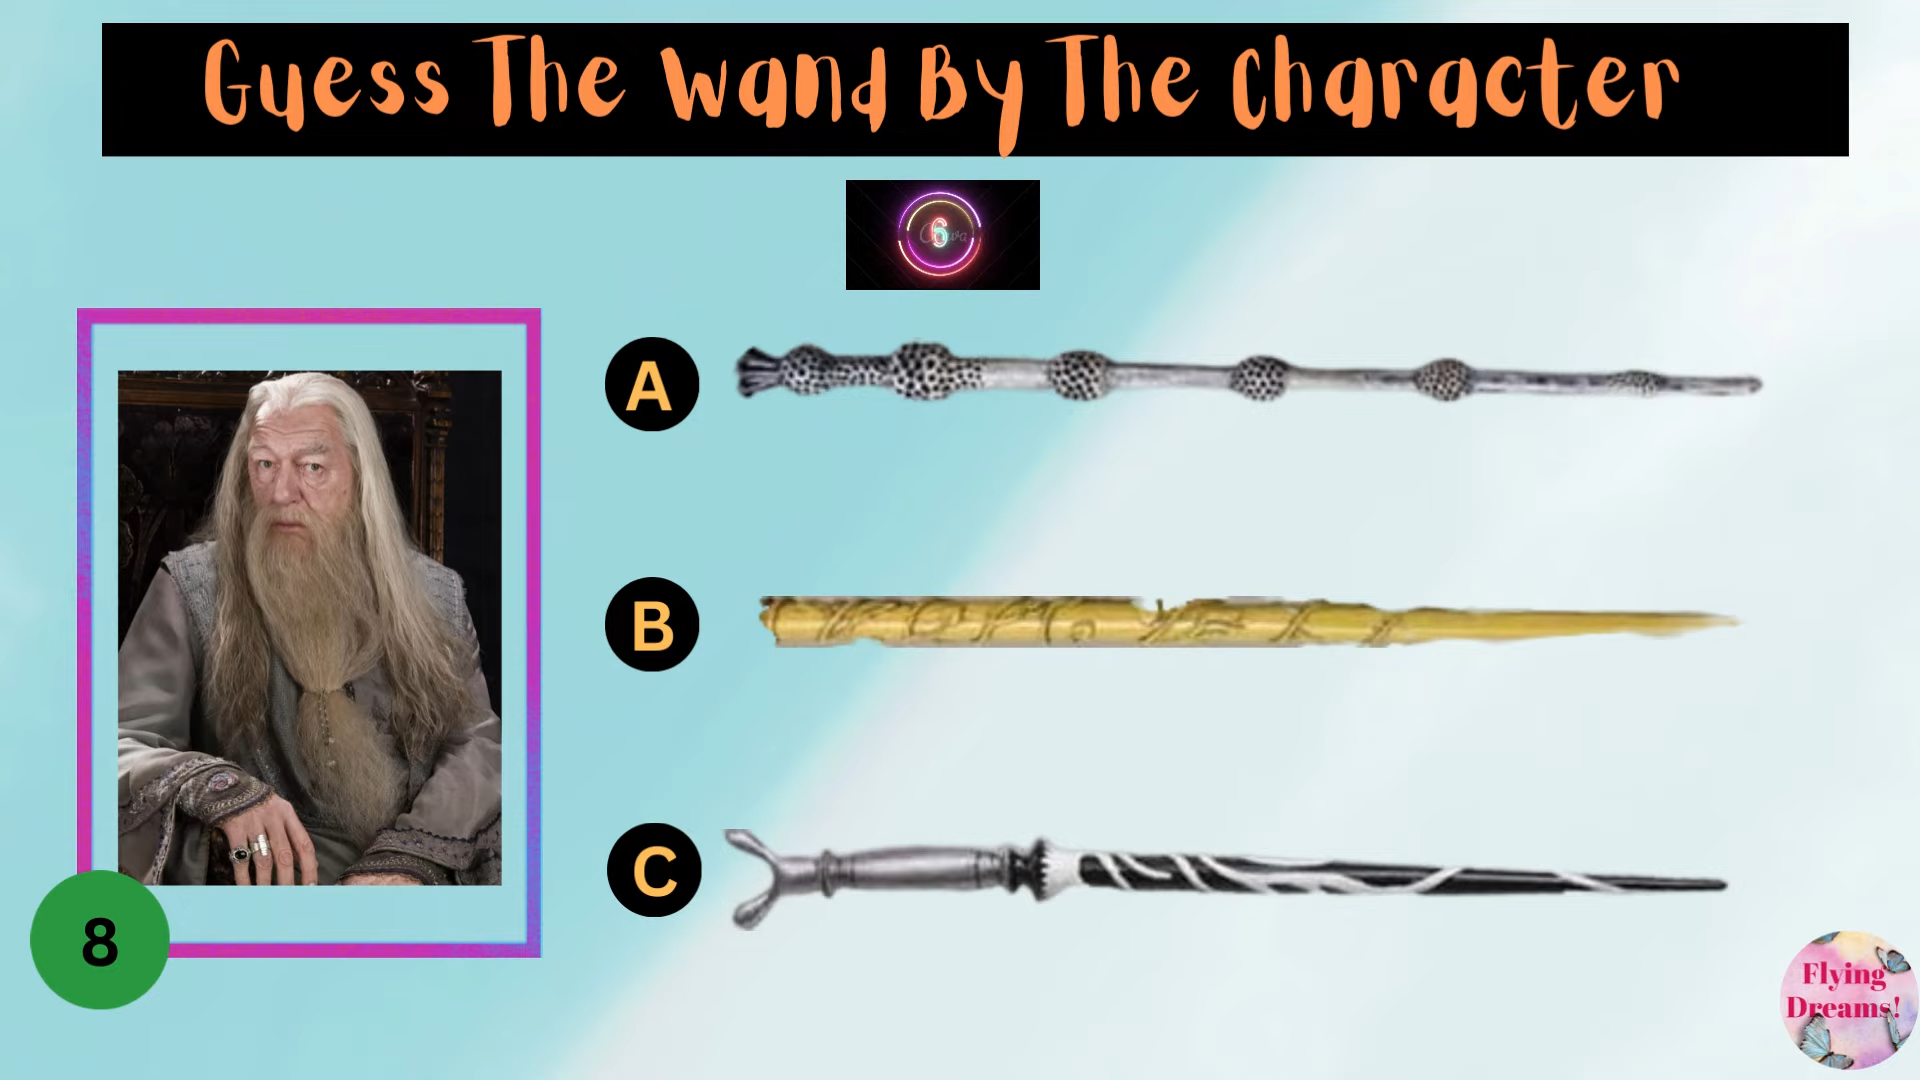 Guess The Wand By The Character
6
A
B
C
8
Flying
Dreams!